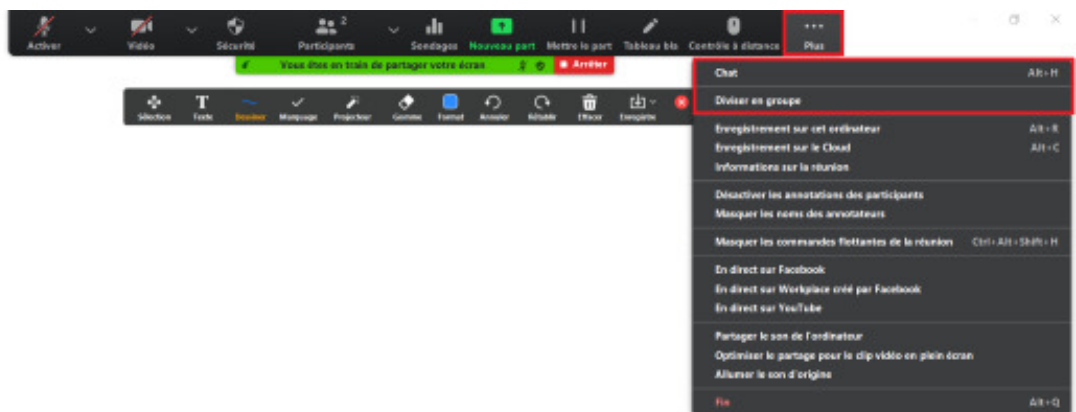 2
Activer Vidéo Sécurité Participants Sondages Nouveau part Mettre le part Tableau bla Contrôle à distance Plus
Vous êtes en train de partager votre écran Arrêter
Sélection Texte Dessiner Marquage Projecteur Gomme Format Annuler Rétablir Effacer Enregistre
Chat Alt+H
Diviser en groupe
Enregistrement sur cet ordinateur Alt+R
Enregistrement sur le Cloud Alt+C
Informations sur la réunion
Désactiver les annotations des participants
Masquer les noms des annotateurs
Masquer les commandes flottantes de la réunion Ctrl+Alt+Shift+H
En direct sur Facebook
En direct sur Workplace créé par Facebook
En direct sur YouTube
Partager le son de l'ordinateur
Optimiser le partage pour le clip vidéo en plein écran
Allumer le son d'origine
Fin Alt+Q